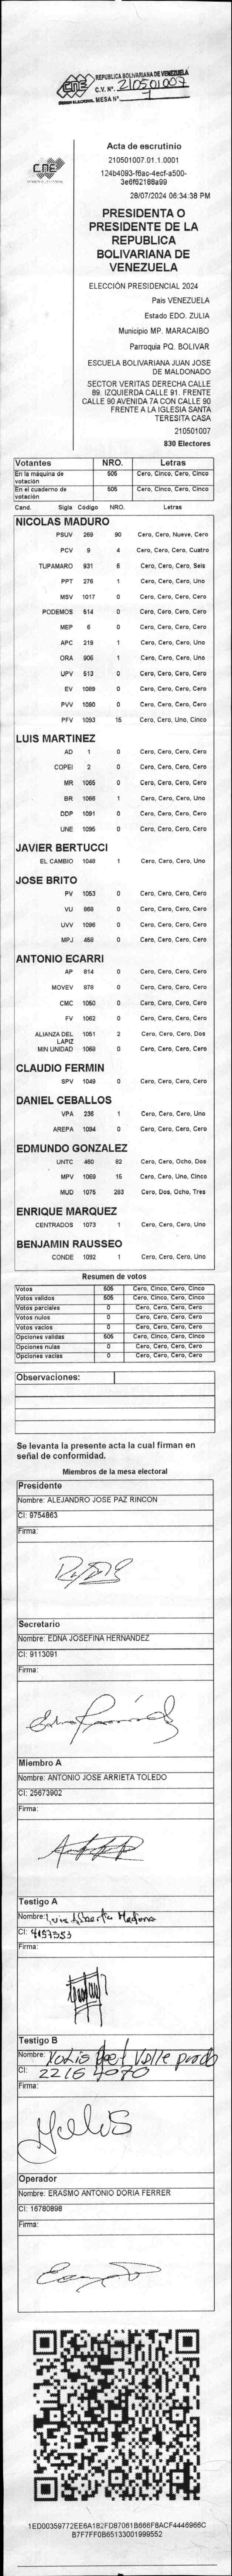 CNE
REPUBLICA BOLIVARIANA DE VENEZUELA
C.V. Nº 210501007
MESA Nº 1
CNE
Acta de escrutinio
210501007.01.1.0001
124b4093-f6ac-4ecf-a500-
3e6f62188a99
28/07/2024 06:34:38 PM
PRESIDENTA O
PRESIDENTE DE LA
REPUBLICA
BOLIVARIANA DE
VENEZUELA
ELECCIÓN PRESIDENCIAL 2024
País VENEZUELA
Estado EDO. ZULIA
Municipio MP. MARACAIBO
Parroquia PQ. BOLIVAR
ESCUELA BOLIVARIANA JUAN JOSE
DE MALDONADO
SECTOR VERITAS DERECHA CALLE
89. IZQUIERDA CALLE 91. FRENTE
CALLE 90 AVENIDA 7A CON CALLE 90
FRENTE A LA IGLESIA SANTA
TERESITA CASA
210501007
830 Electores
Votantes NRO. Letras
En la máquina de votación 505 Cero, Cinco, Cero, Cinco
En el cuaderno de votación 505 Cero, Cinco, Cero, Cinco
Cand. Sigla Código NRO. Letras
NICOLAS MADURO
PSUV 269 90 Cero, Cero, Nueve, Cero
PCV 9 4 Cero, Cero, Cero, Cuatro
TUPAMARO 931 6 Cero, Cero, Cero, Seis
PPT 276 1 Cero, Cero, Cero, Uno
MSV 1017 0 Cero, Cero, Cero, Cero
PODEMOS 514 0 Cero, Cero, Cero, Cero
MEP 6 0 Cero, Cero, Cero, Cero
APC 219 1 Cero, Cero, Cero, Uno
ORA 906 1 Cero, Cero, Cero, Uno
UPV 513 0 Cero, Cero, Cero, Cero
EV 1089 0 Cero, Cero, Cero, Cero
PVV 1090 0 Cero, Cero, Cero, Cero
PFV 1093 15 Cero, Cero, Uno, Cinco
LUIS MARTINEZ
AD 1 0 Cero, Cero, Cero, Cero
COPEI 2 0 Cero, Cero, Cero, Cero
MR 1065 0 Cero, Cero, Cero, Cero
BR 1066 1 Cero, Cero, Cero, Uno
DDP 1091 0 Cero, Cero, Cero, Cero
UNE 1095 0 Cero, Cero, Cero, Cero
JAVIER BERTUCCI
EL CAMBIO 1048 1 Cero, Cero, Cero, Uno
JOSE BRITO
PV 1053 0 Cero, Cero, Cero, Cero
VU 868 0 Cero, Cero, Cero, Cero
UVV 1096 0 Cero, Cero, Cero, Cero
MPJ 458 0 Cero, Cero, Cero, Cero
ANTONIO ECARRI
AP 814 0 Cero, Cero, Cero, Cero
MOVEV 878 0 Cero, Cero, Cero, Cero
CMC 1050 0 Cero, Cero, Cero, Cero
FV 1062 0 Cero, Cero, Cero, Cero
ALIANZA DEL LAPIZ 1051 2 Cero, Cero, Cero, Dos
MIN UNIDAD 1068 0 Cero, Cero, Cero, Cero
CLAUDIO FERMIN
SPV 1049 0 Cero, Cero, Cero, Cero
DANIEL CEBALLOS
VPA 236 1 Cero, Cero, Cero, Uno
AREPA 1094 0 Cero, Cero, Cero, Cero
EDMUNDO GONZALEZ
UNTC 460 82 Cero, Cero, Ocho, Dos
MPV 1069 15 Cero, Cero, Uno, Cinco
MUD 1075 283 Cero, Dos, Ocho, Tres
ENRIQUE MARQUEZ
CENTRADOS 1073 1 Cero, Cero, Cero, Uno
BENJAMIN RAUSSEO
CONDE 1092 1 Cero, Cero, Cero, Uno
Resumen de votos
Votos 505 Cero, Cinco, Cero, Cinco
Votos validos 505 Cero, Cinco, Cero, Cinco
Votos parciales 0 Cero, Cero, Cero, Cero
Votos nulos 0 Cero, Cero, Cero, Cero
Votos vacios 0 Cero, Cero, Cero, Cero
Opciones validas 505 Cero, Cinco, Cero, Cinco
Opciones nulas 0 Cero, Cero, Cero, Cero
Opciones vacias 0 Cero, Cero, Cero, Cero
Observaciones:
Se levanta la presente acta la cual firman en
señal de conformidad.
Miembros de la mesa electoral
Presidente
Nombre: ALEJANDRO JOSE PAZ RINCON
CI: 9754863
Firma:
Secretario
Nombre: EDNA JOSEFINA HERNANDEZ
CI: 9113091
Firma:
Miembro A
Nombre: ANTONIO JOSE ARRIETA TOLEDO
CI: 25673902
Firma:
Testigo A
Nombre: Luis Alberto Medina
CI: 4157353
Firma:
Testigo B
Nombre: Yorlis del Valle prado
CI: 2216 4070
Firma:
Operador
Nombre: ERASMO ANTONIO DORIA FERRER
CI: 16780898
Firma:
1ED00359772EE6A1B2FD87061B666F8ACF4446966C
B7F7FF0B65133001999552